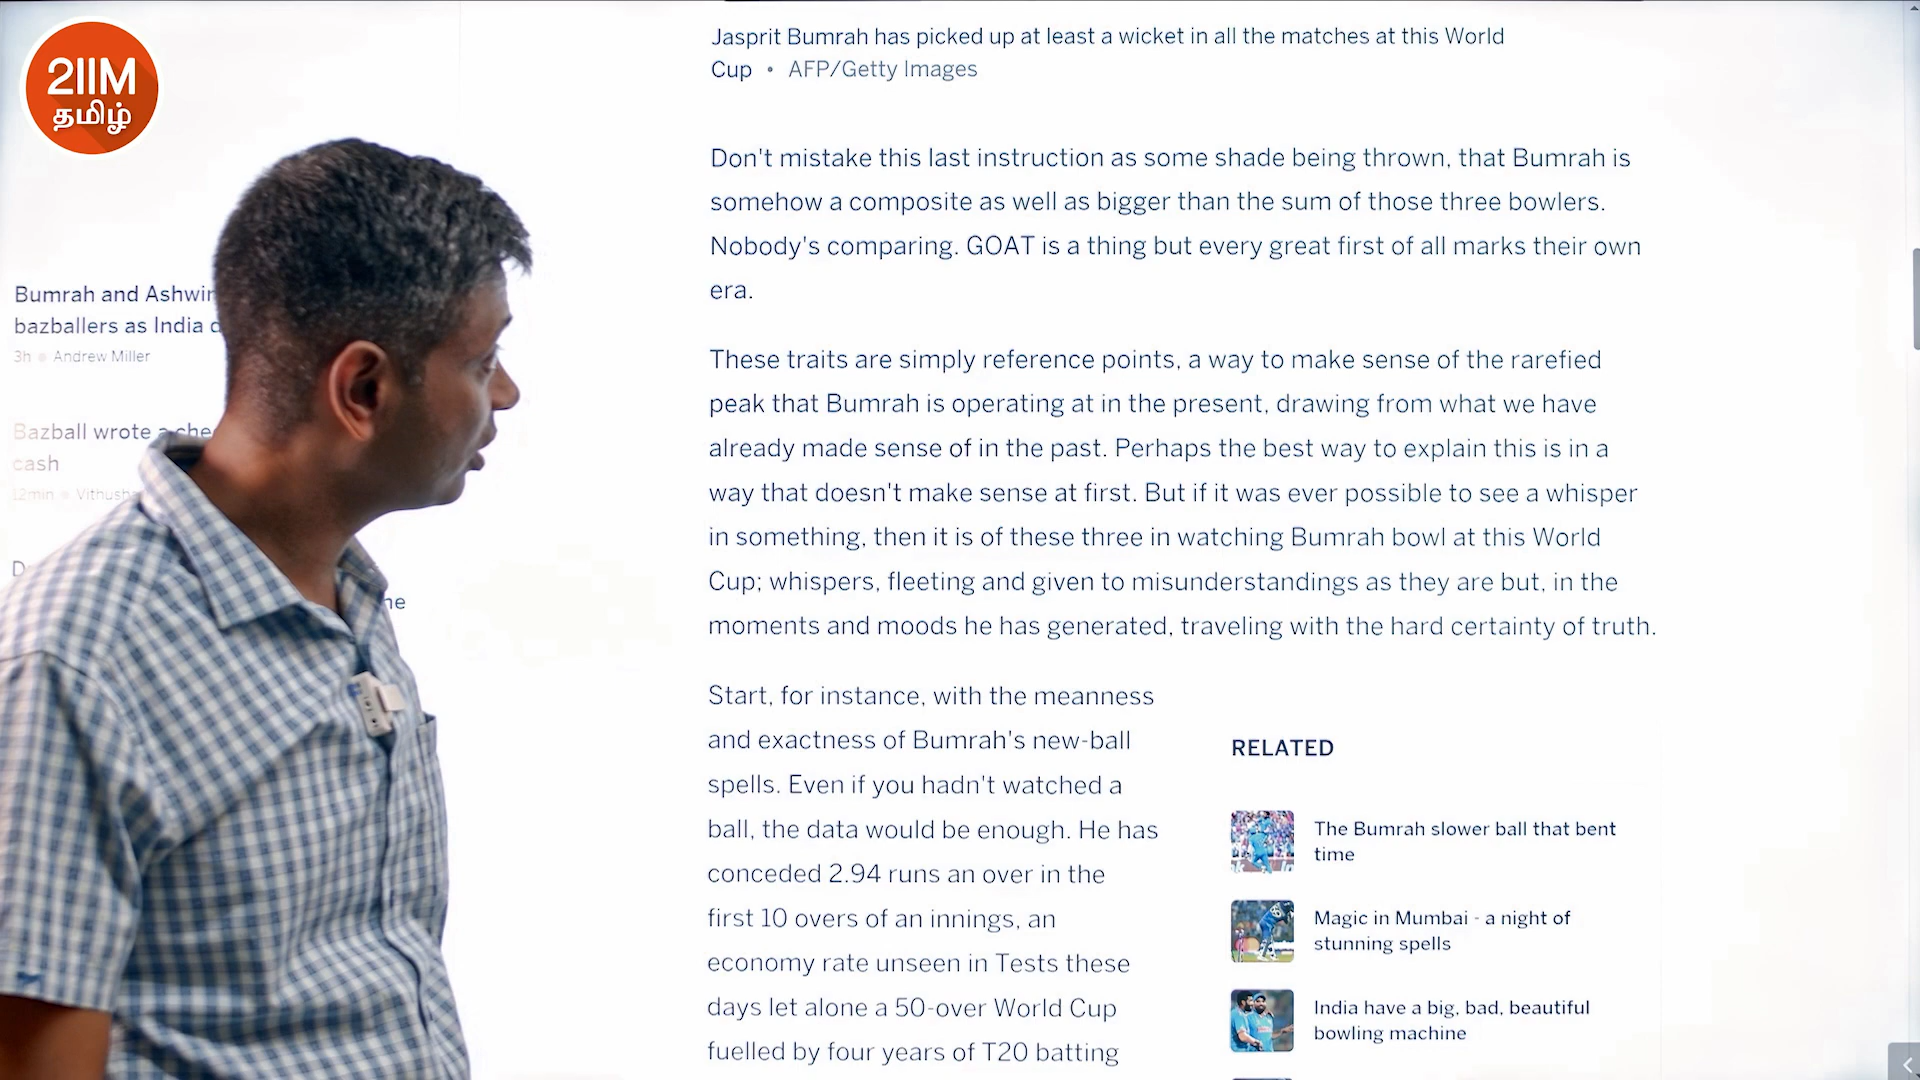 2IIM
தமிழ்
Jasprit Bumrah has picked up at least a wicket in all the matches at this World
Cup • AFP/Getty Images
Don't mistake this last instruction as some shade being thrown, that Bumrah is
somehow a composite as well as bigger than the sum of those three bowlers.
Nobody's comparing. GOAT is a thing but every great first of all marks their own
era.
These traits are simply reference points, a way to make sense of the rarefied
peak that Bumrah is operating at in the present, drawing from what we have
already made sense of in the past. Perhaps the best way to explain this is in a
way that doesn't make sense at first. But if it was ever possible to see a whisper
in something, then it is of these three in watching Bumrah bowl at this World
Cup; whispers, fleeting and given to misunderstandings as they are but, in the
moments and moods he has generated, traveling with the hard certainty of truth.
Start, for instance, with the meanness
and exactness of Bumrah's new-ball
spells. Even if you hadn't watched a
ball, the data would be enough. He has
conceded 2.94 runs an over in the
first 10 overs of an innings, an
economy rate unseen in Tests these
days let alone a 50-over World Cup
fuelled by four years of T20 batting
RELATED
The Bumrah slower ball that bent
time
Magic in Mumbai - a night of
stunning spells
India have a big, bad, beautiful
bowling machine
Bumrah and Ashwin
bazballers as India
3h • Andrew Miller
Bazball wrote a
cash
12min •